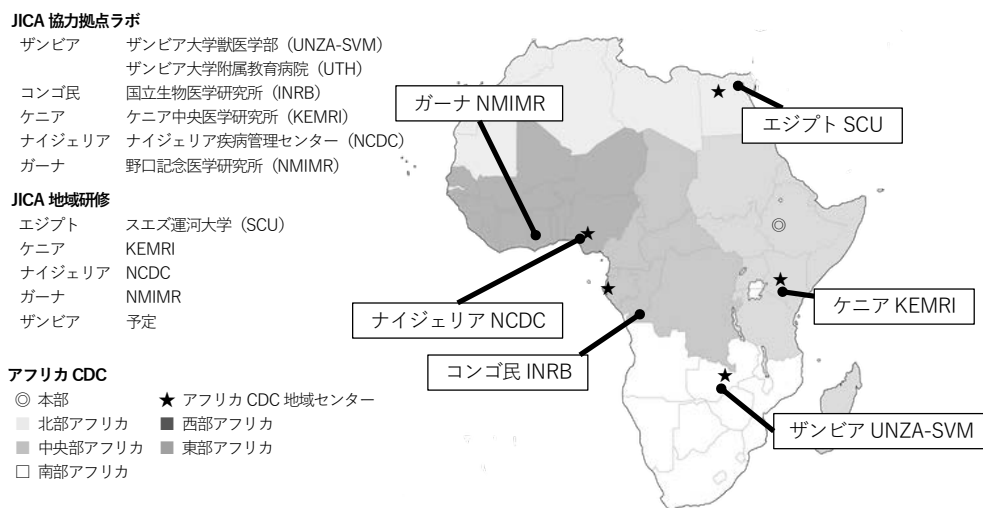 JICA 協力拠点ラボ
ザンビア ザンビア大学獣医学部（UNZA-SVM）
ザンビア大学附属教育病院（UTH）
コンゴ民 国立生物医学研究所（INRB）
ケニア ケニア中央医学研究所（KEMRI）
ナイジェリア ナイジェリア疾病管理センター（NCDC）
ガーナ 野口記念医学研究所（NMIMR）
JICA 地域研修
エジプト スエズ運河大学（SCU）
ケニア KEMRI
ナイジェリア NCDC
ガーナ NMIMR
ザンビア 予定
アフリカ CDC
◎ 本部 ★ アフリカ CDC 地域センター
北部アフリカ 西部アフリカ
中央部アフリカ 東部アフリカ
南部アフリカ
ガーナ NMIMR
エジプト SCU
ナイジェリア NCDC
ケニア KEMRI
コンゴ民 INRB
ザンビア UNZA-SVM